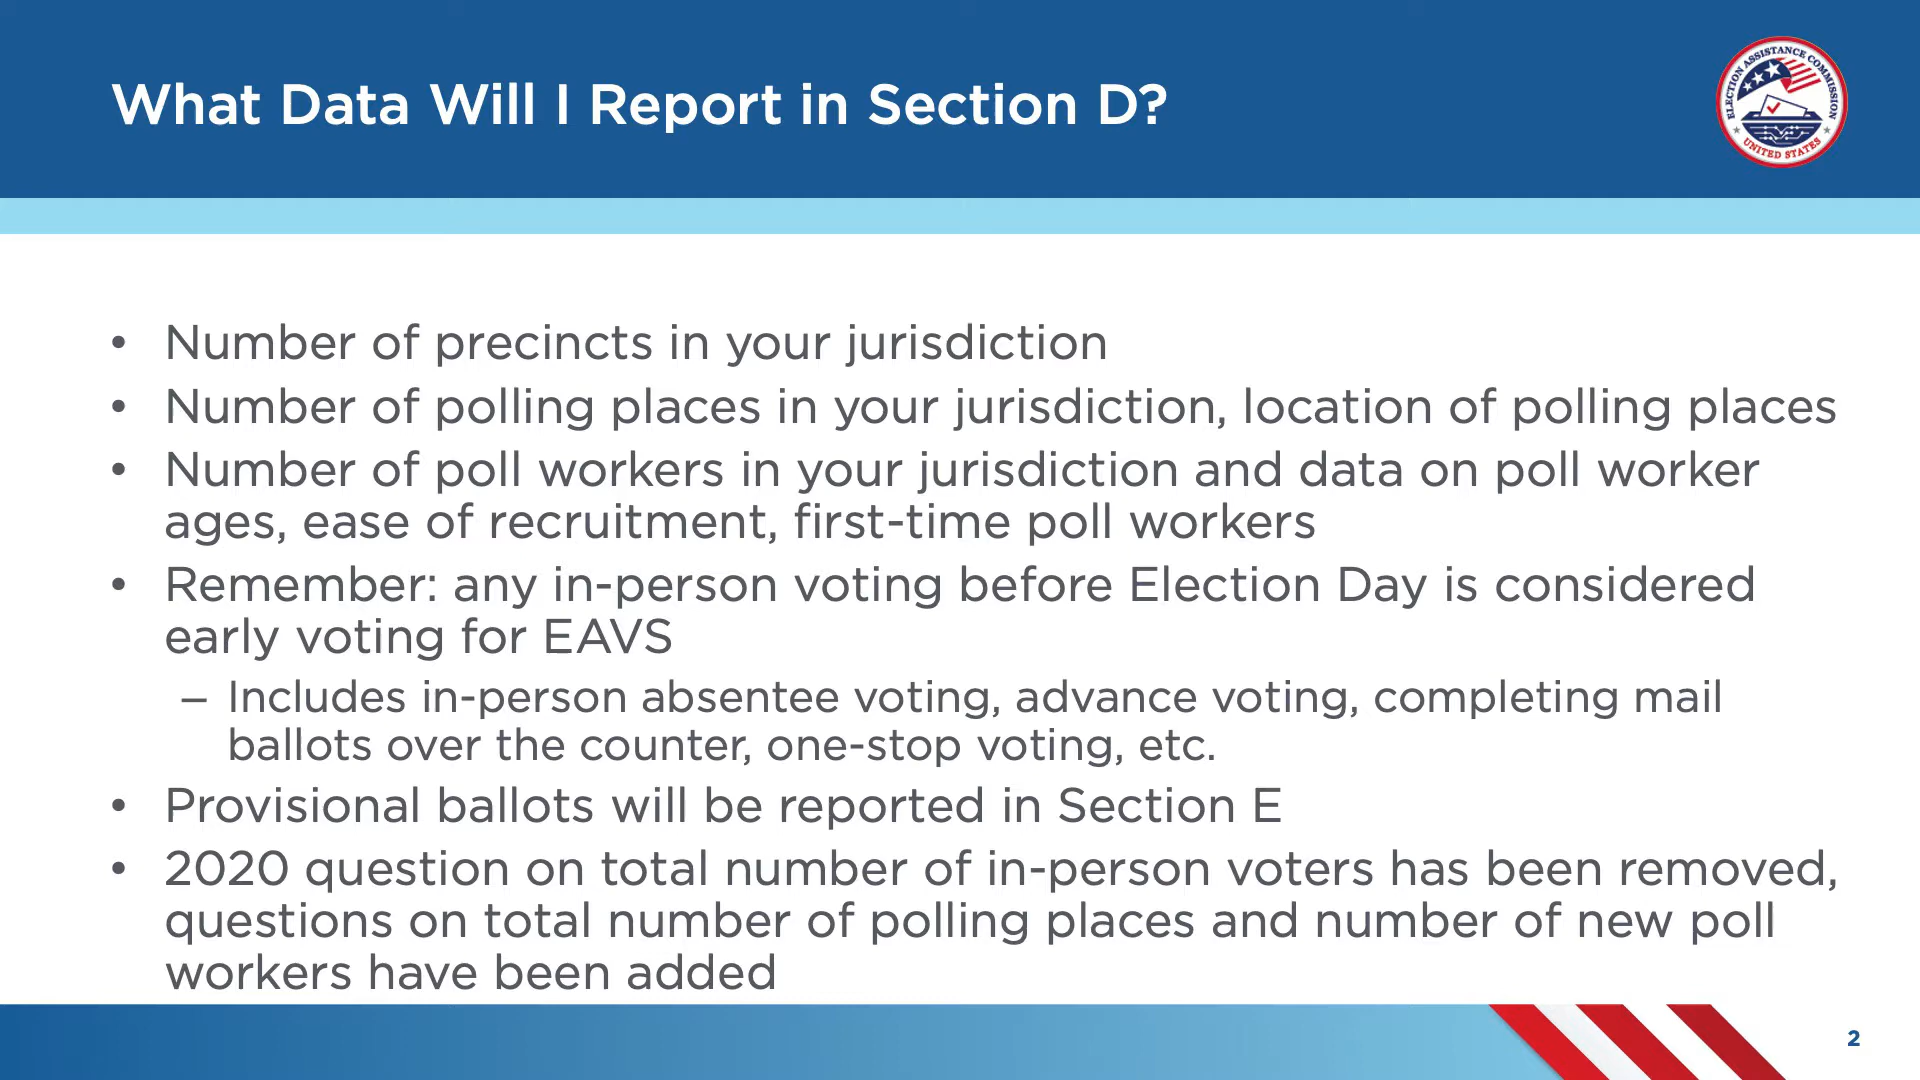 What Data Will I Report in Section D?
ELECTION ASSISTANCE COMMISSION
UNITED STATES
• Number of precincts in your jurisdiction
• Number of polling places in your jurisdiction, location of polling places
• Number of poll workers in your jurisdiction and data on poll worker
ages, ease of recruitment, first-time poll workers
• Remember: any in-person voting before Election Day is considered
early voting for EAVS
– Includes in-person absentee voting, advance voting, completing mail
ballots over the counter, one-stop voting, etc.
• Provisional ballots will be reported in Section E
• 2020 question on total number of in-person voters has been removed,
questions on total number of polling places and number of new poll
workers have been added
2